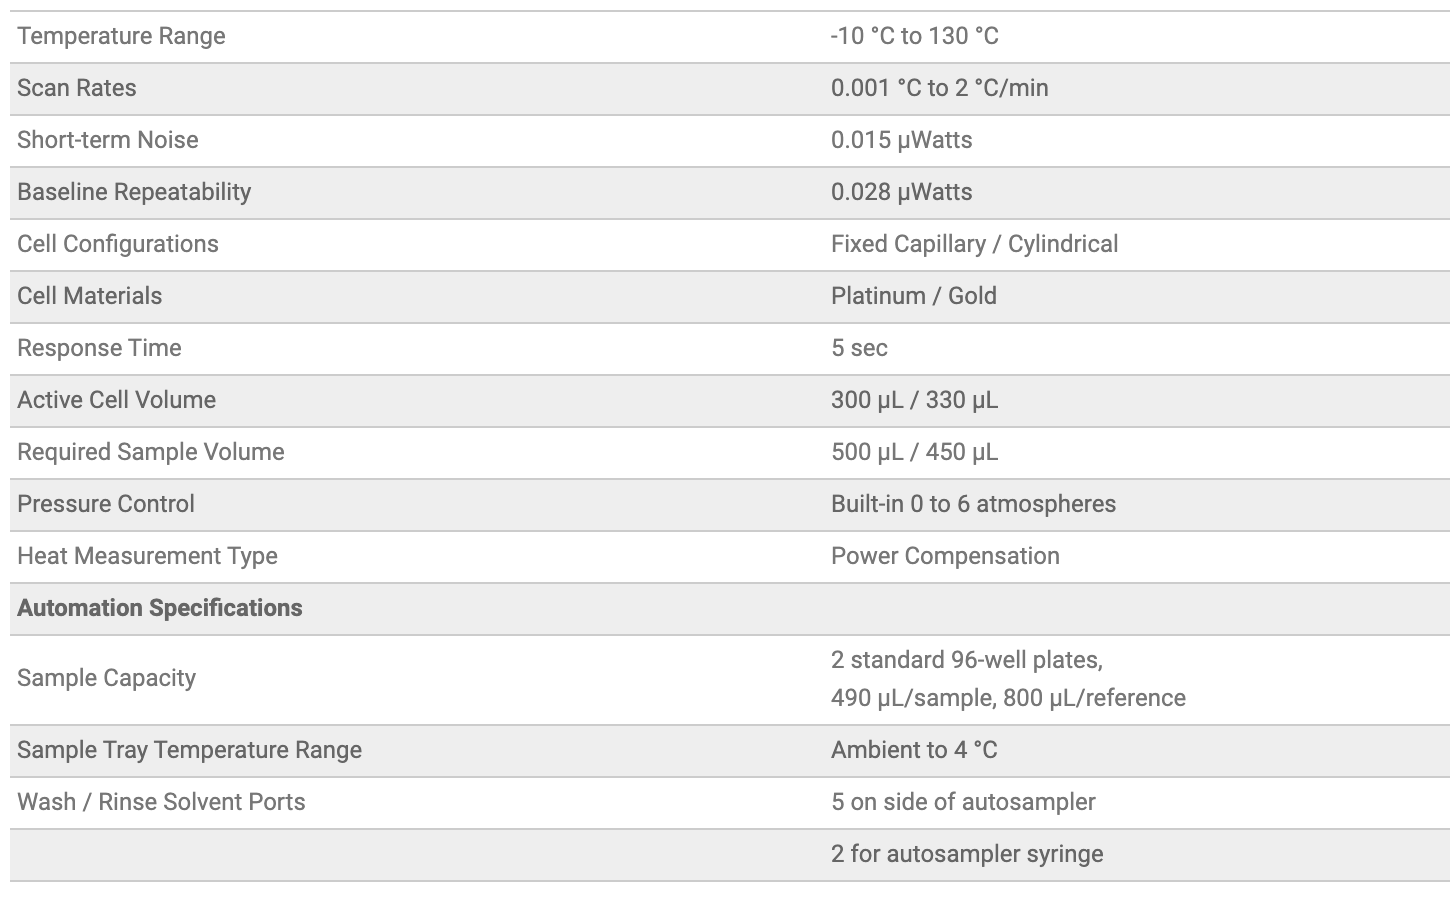 Temperature Range -10 °C to 130 °C
Scan Rates 0.001 °C to 2 °C/min
Short-term Noise 0.015 µWatts
Baseline Repeatability 0.028 µWatts
Cell Configurations Fixed Capillary / Cylindrical
Cell Materials Platinum / Gold
Response Time 5 sec
Active Cell Volume 300 µL / 330 µL
Required Sample Volume 500 µL / 450 µL
Pressure Control Built-in 0 to 6 atmospheres
Heat Measurement Type Power Compensation
Automation Specifications
Sample Capacity 2 standard 96-well plates,
490 µL/sample, 800 µL/reference
Sample Tray Temperature Range Ambient to 4 °C
Wash / Rinse Solvent Ports 5 on side of autosampler
2 for autosampler syringe